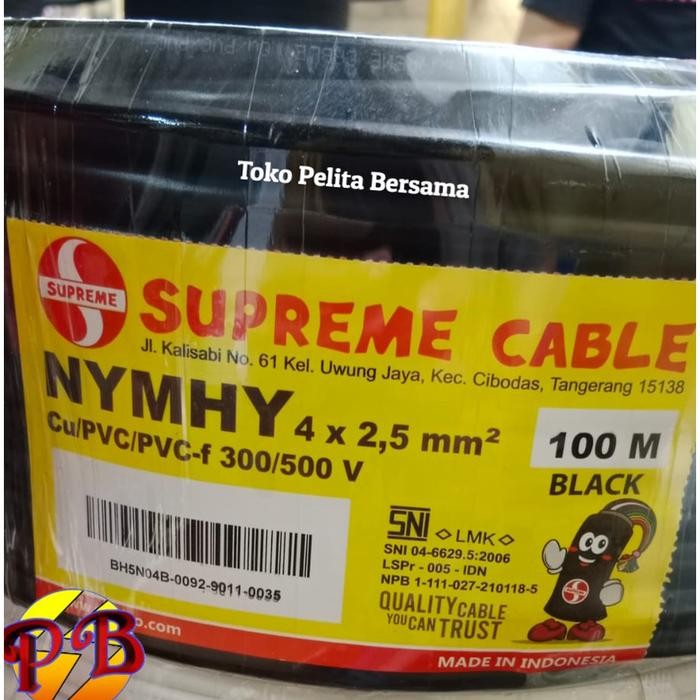 Toko Pelita Bersama
SUPREME
SUPREME CABLE
Jl. Kalisabi No. 61 Kel. Uwung Jaya, Kec. Cibodas, Tangerang 15138
NYMHY 4 x 2,5 mm²
Cu/PVC/PVC-f 300/500 V
100 M
BLACK
BH5N04B-0092-9011-0035
SNI LMK
SNI 04-6629.5:2006
LSPr - 005 - IDN
NPB 1-111-027-210118-5
QUALITY CABLE
YOU CAN TRUST
SUPREME
.com
MADE IN INDONESIA
PB